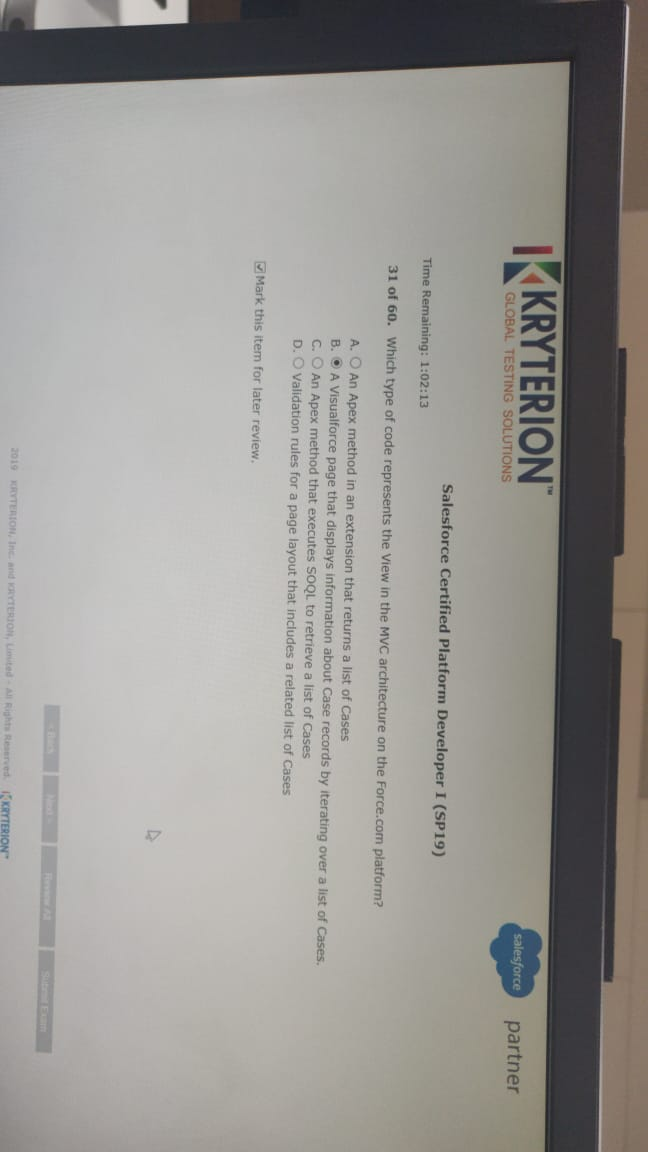 KRYTERION™
GLOBAL TESTING SOLUTIONS
salesforce
partner
Salesforce Certified Platform Developer I (SP19)
Time Remaining: 1:02:13
31 of 60. Which type of code represents the View in the MVC architecture on the Force.com platform?
A. An Apex method in an extension that returns a list of Cases
B. A Visualforce page that displays information about Case records by iterating over a list of Cases.
C. An Apex method that executes SOQL to retrieve a list of Cases
D. Validation rules for a page layout that includes a related list of Cases
Mark this item for later review.
< Back Next > Review All Submit Exam
2019 KRYTERION, Inc. and KRYTERION, Limited - All Rights Reserved. KRYTERION™